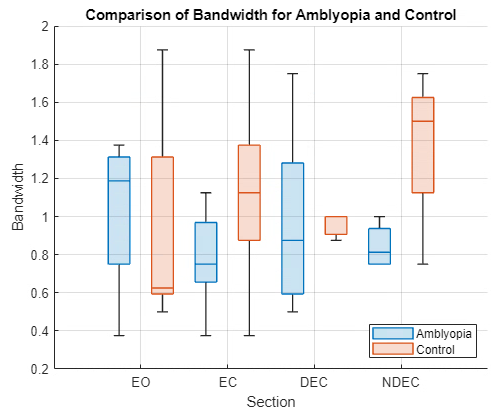 Comparison of Bandwidth for Amblyopia and Control
2
1.8
1.6
1.4
1.2
1
0.8
0.6
0.4
0.2
Bandwidth
EO EC DEC NDEC
Section
Amblyopia
Control